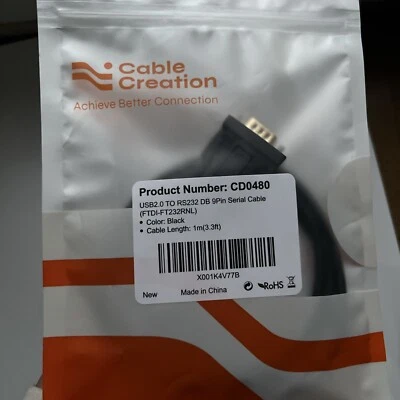 Cable
Creation
Achieve Better Connection
Product Number: CD0480
USB2.0 TO RS232 DB 9Pin Serial Cable
(FTDI-FT232RNL)
• Color: Black
• Cable Length: 1m(3.3ft)
X001K4V77B
New Made in China RoHS